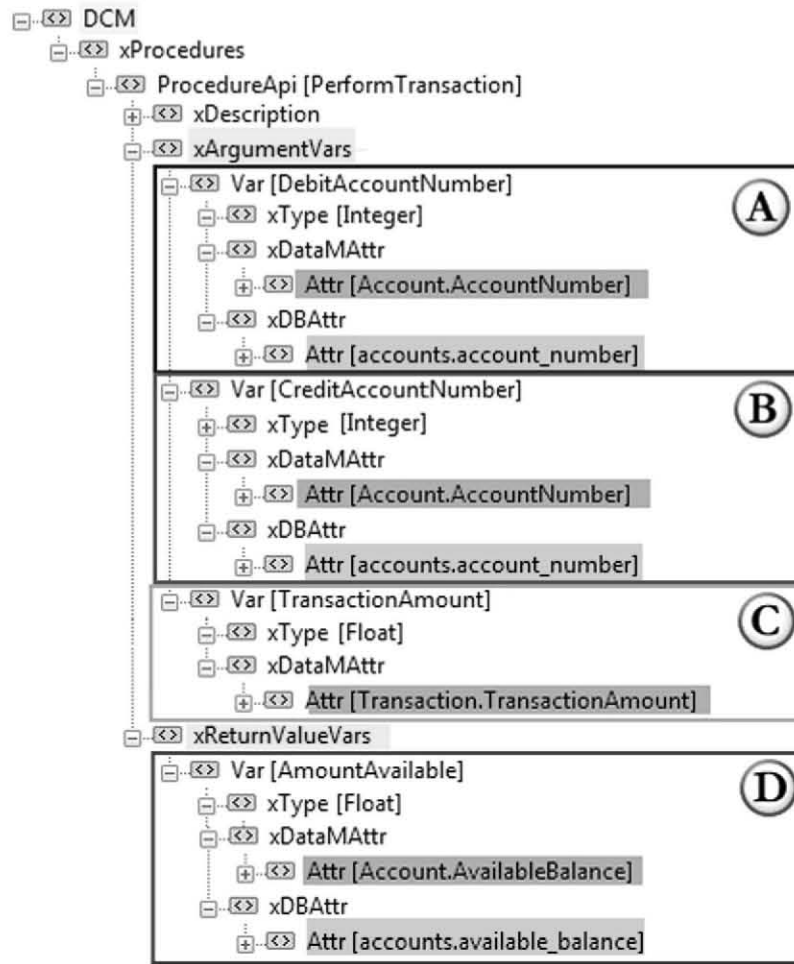 DCM
xProcedures
ProcedureApi [PerformTransaction]
xDescription
xArgumentVars
Var [DebitAccountNumber]
A
xType [Integer]
xDataMAttr
Attr [Account.AccountNumber]
xDBAttr
Attr [accounts.account_number]
Var [CreditAccountNumber]
B
xType [Integer]
xDataMAttr
Attr [Account.AccountNumber]
xDBAttr
Attr [accounts.account_number]
Var [TransactionAmount]
C
xType [Float]
xDataMAttr
Attr [Transaction.TransactionAmount]
xReturnValueVars
Var [AmountAvailable]
D
xType [Float]
xDataMAttr
Attr [Account.AvailableBalance]
xDBAttr
Attr [accounts.available_balance]